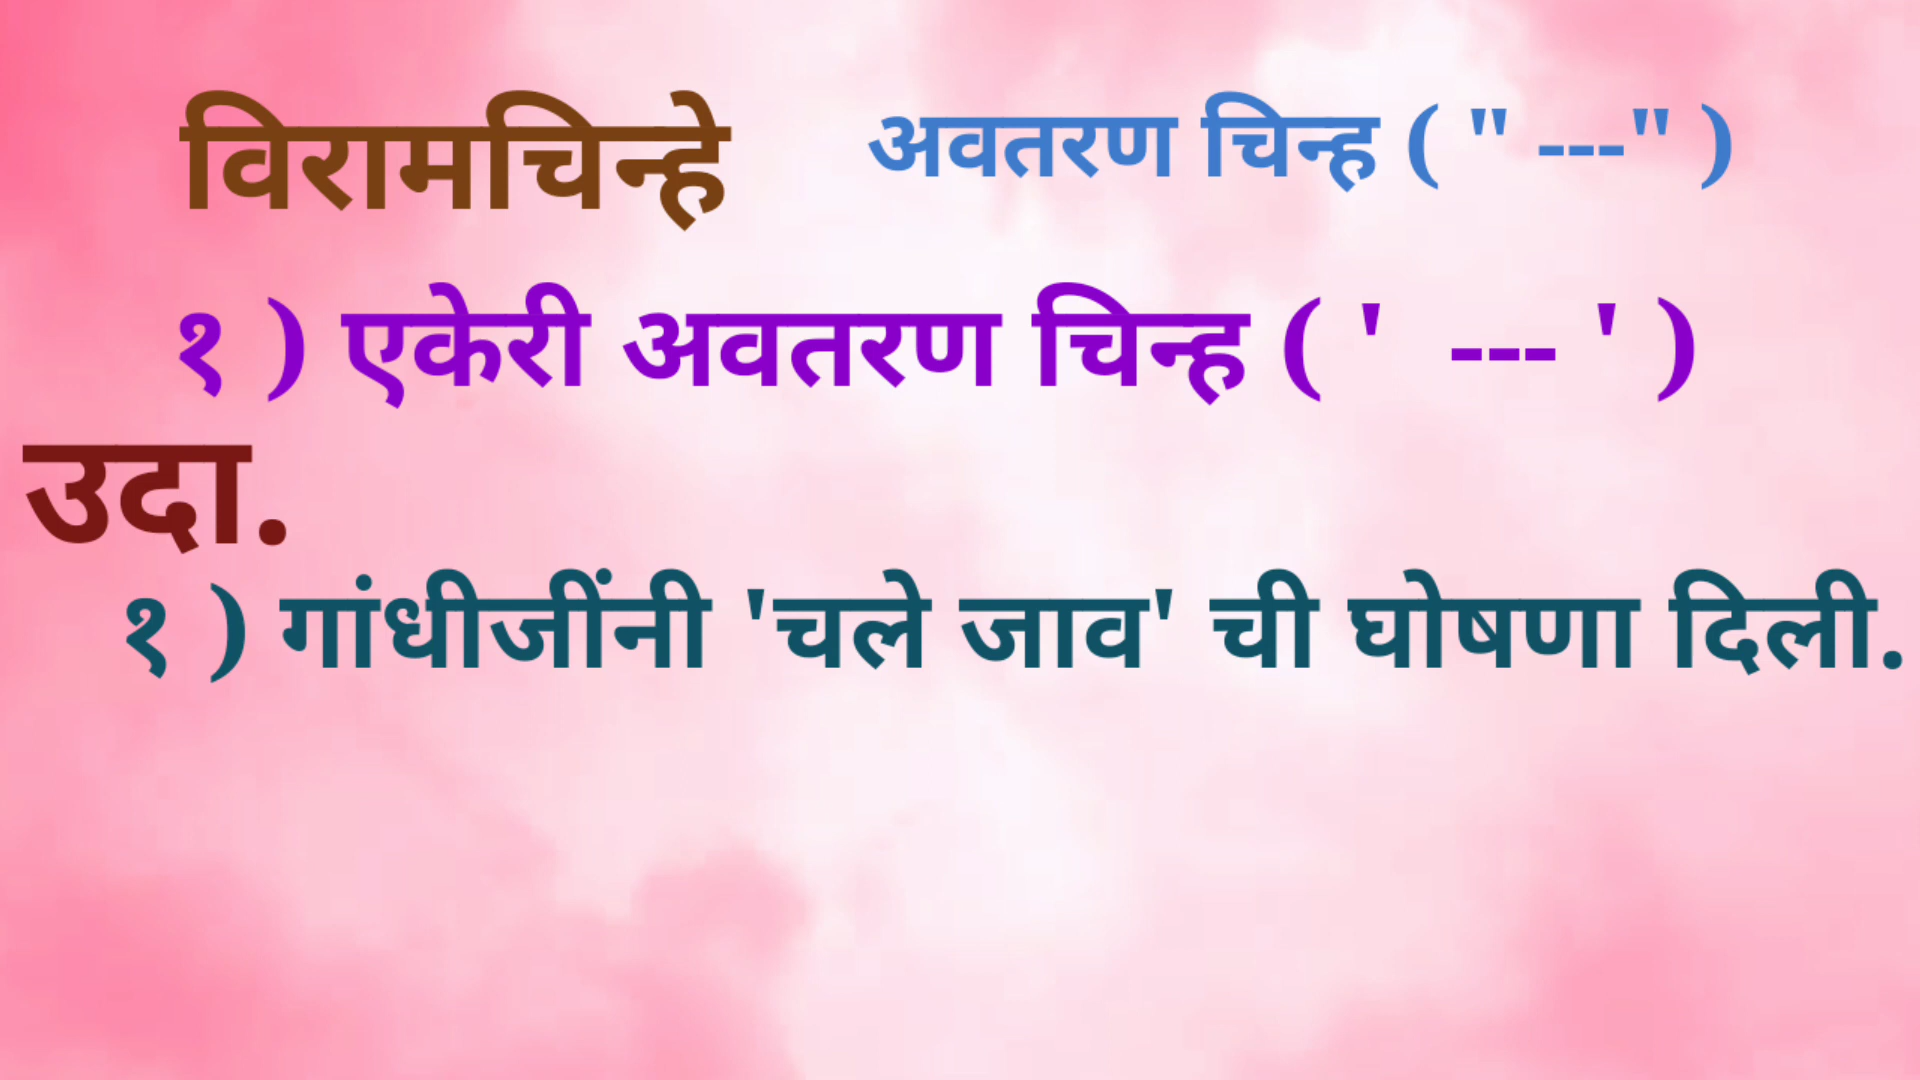 विरामचिन्हे
अवतरण चिन्ह ( " ---" )
१ ) एकेरी अवतरण चिन्ह ( ' --- ' )
उदा.
१ ) गांधीजींनी 'चले जाव' ची घोषणा दिली.